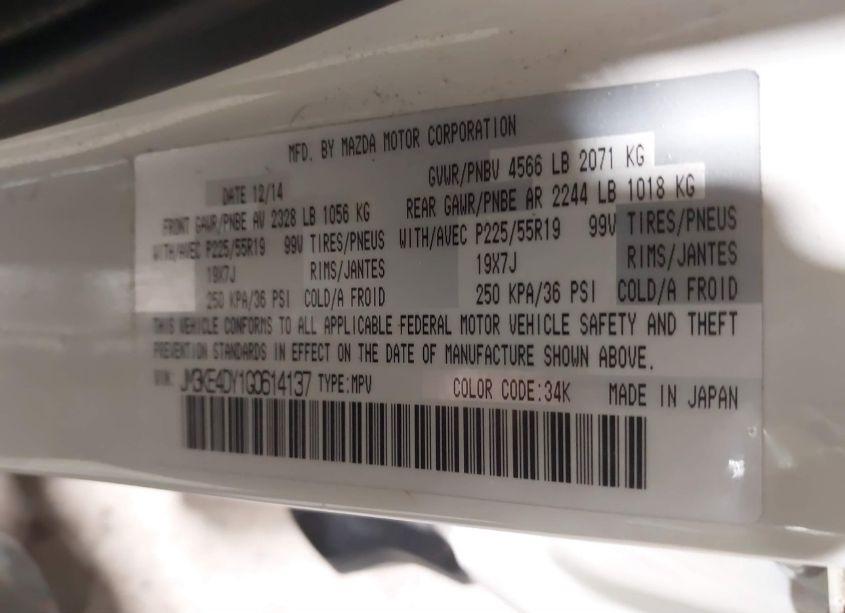 MFD. BY MAZDA MOTOR CORPORATION
DATE 12/14 GVWR/PNBV 4566 LB 2071 KG
FRONT GAWR/PNBE AV 2328 LB 1056 KG REAR GAWR/PNBE AR 2244 LB 1018 KG
WITH/AVEC P225/55R19 99V TIRES/PNEUS WITH/AVEC P225/55R19 99V TIRES/PNEUS
19X7J RIMS/JANTES 19X7J RIMS/JANTES
250 KPA/36 PSI COLD/A FROID 250 KPA/36 PSI COLD/A FROID
THIS VEHICLE CONFORMS TO ALL APPLICABLE FEDERAL MOTOR VEHICLE SAFETY AND THEFT
PREVENTION STANDARDS IN EFFECT ON THE DATE OF MANUFACTURE SHOWN ABOVE.
VIN: JM3KE4DY1G0614137 TYPE:MPV COLOR CODE:34K MADE IN JAPAN